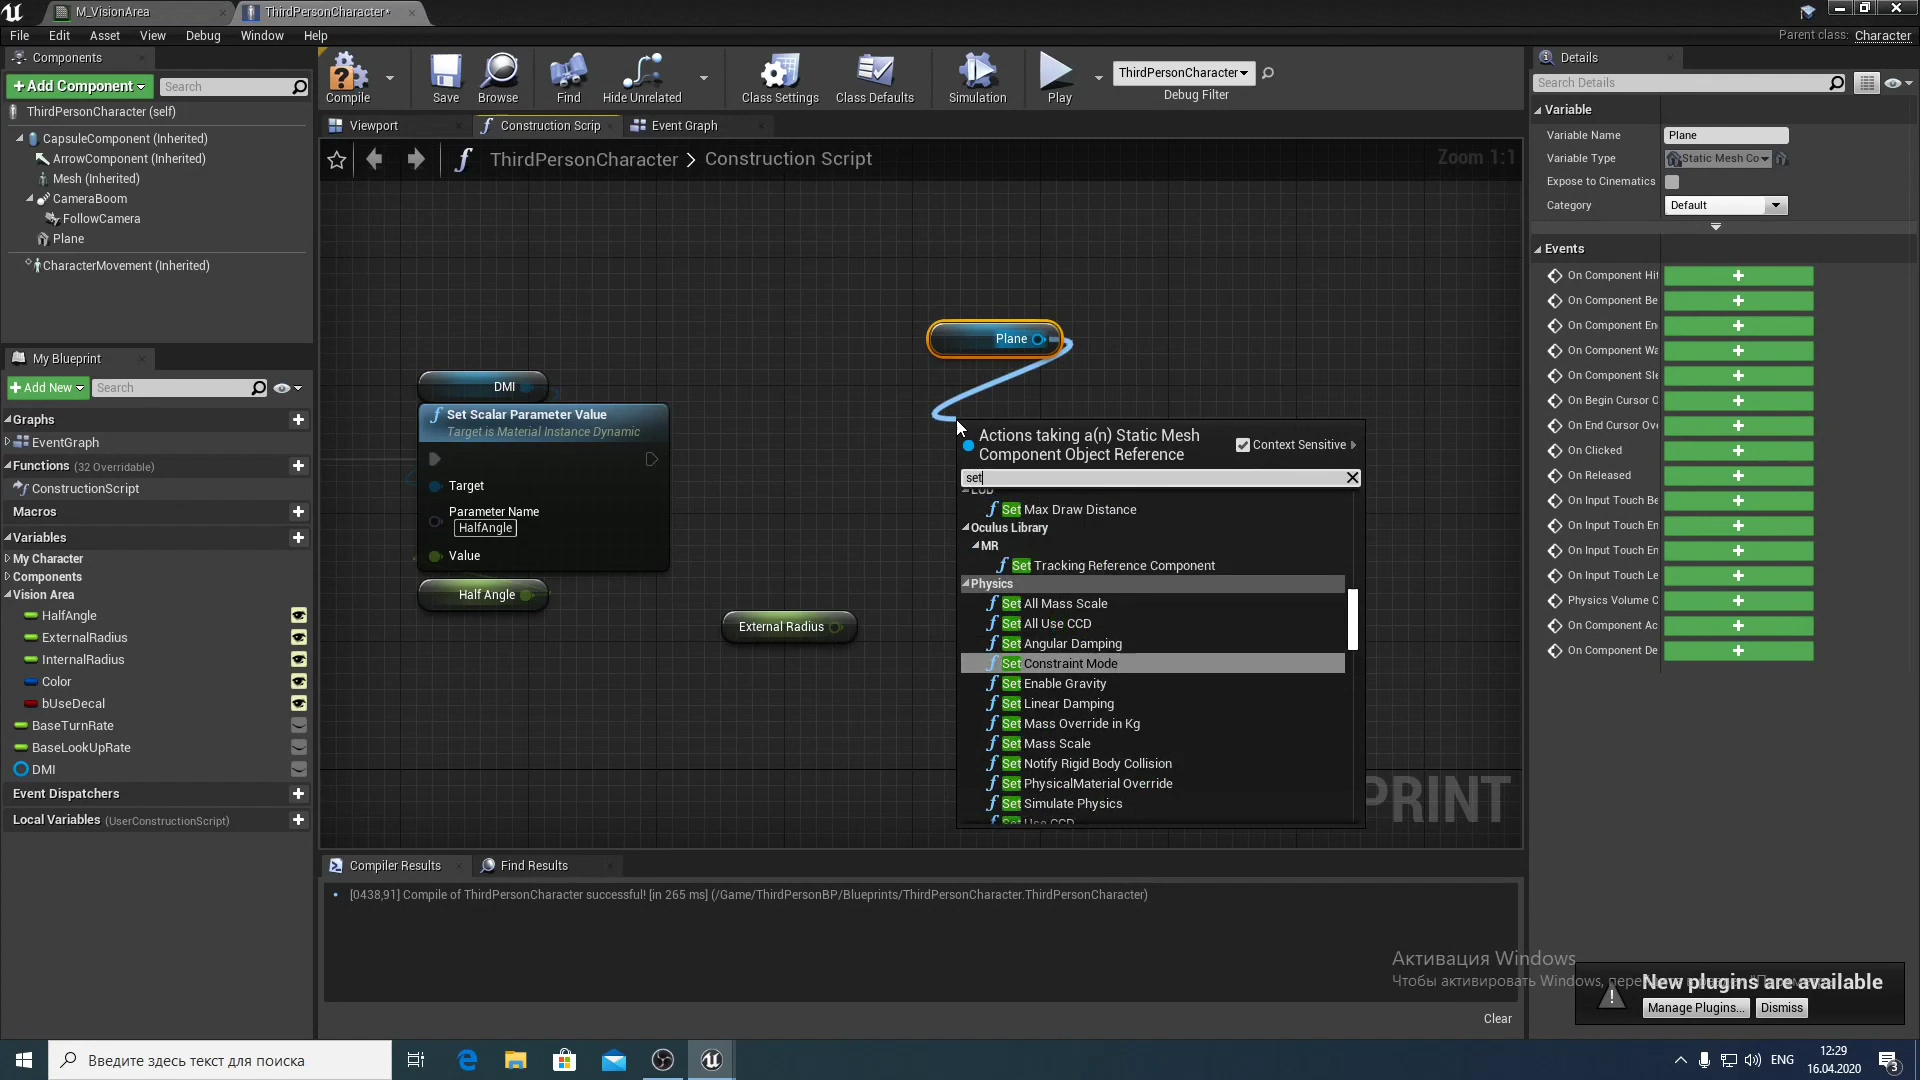 M_VisionArea
ThirdPersonCharacter*
File Edit Asset View Debug Window Help
Parent class: Character
Components
+Add Component
Search
ThirdPersonCharacter (self)
CapsuleComponent (Inherited)
ArrowComponent (Inherited)
Mesh (Inherited)
CameraBoom
FollowCamera
Plane
CharacterMovement (Inherited)
My Blueprint
+Add New
Search
Graphs
EventGraph
Functions (32 Overridable)
ConstructionScript
Macros
Variables
My Character
Components
Vision Area
HalfAngle
ExternalRadius
InternalRadius
Color
bUseDecal
BaseTurnRate
BaseLookUpRate
DMI
Event Dispatchers
Local Variables (UserConstructionScript)
Compile
Save
Browse
Find
Hide Unrelated
Class Settings
Class Defaults
Simulation
Play
ThirdPersonCharacter
Debug Filter
Viewport
Construction Scrip
Event Graph
ThirdPersonCharacter > Construction Script
Zoom 1:1
Plane
DMI
Set Scalar Parameter Value
Target is Material Instance Dynamic
Target
Parameter Name
HalfAngle
Value
Half Angle
External Radius
Actions taking a(n) Static Mesh
Component Object Reference
Context Sensitive
set
LOD
Set Max Draw Distance
Oculus Library
MR
Set Tracking Reference Component
Physics
Set All Mass Scale
Set All Use CCD
Set Angular Damping
Set Constraint Mode
Set Enable Gravity
Set Linear Damping
Set Mass Override in Kg
Set Mass Scale
Set Notify Rigid Body Collision
Set PhysicalMaterial Override
Set Simulate Physics
Set Use CCD
PRINT
Compiler Results
Find Results
[0438,91] Compile of ThirdPersonCharacter successful! [in 265 ms] (/Game/ThirdPersonBP/Blueprints/ThirdPersonCharacter.ThirdPersonCharacter)
Clear
Details
Search Details
Variable
Variable Name Plane
Variable Type Static Mesh Co
Expose to Cinematics
Category Default
Events
On Component Hit
On Component Be
On Component En
On Component Wa
On Component Sle
On Begin Cursor O
On End Cursor Ove
On Clicked
On Released
On Input Touch Be
On Input Touch En
On Input Touch En
On Input Touch Le
Physics Volume C
On Component Ac
On Component De
Активация Windows
Чтобы активировать Windows, пере
New plugins are available
Manage Plugins...
Dismiss
Введите здесь текст для поиска
ENG
12:29
16.04.2020
3